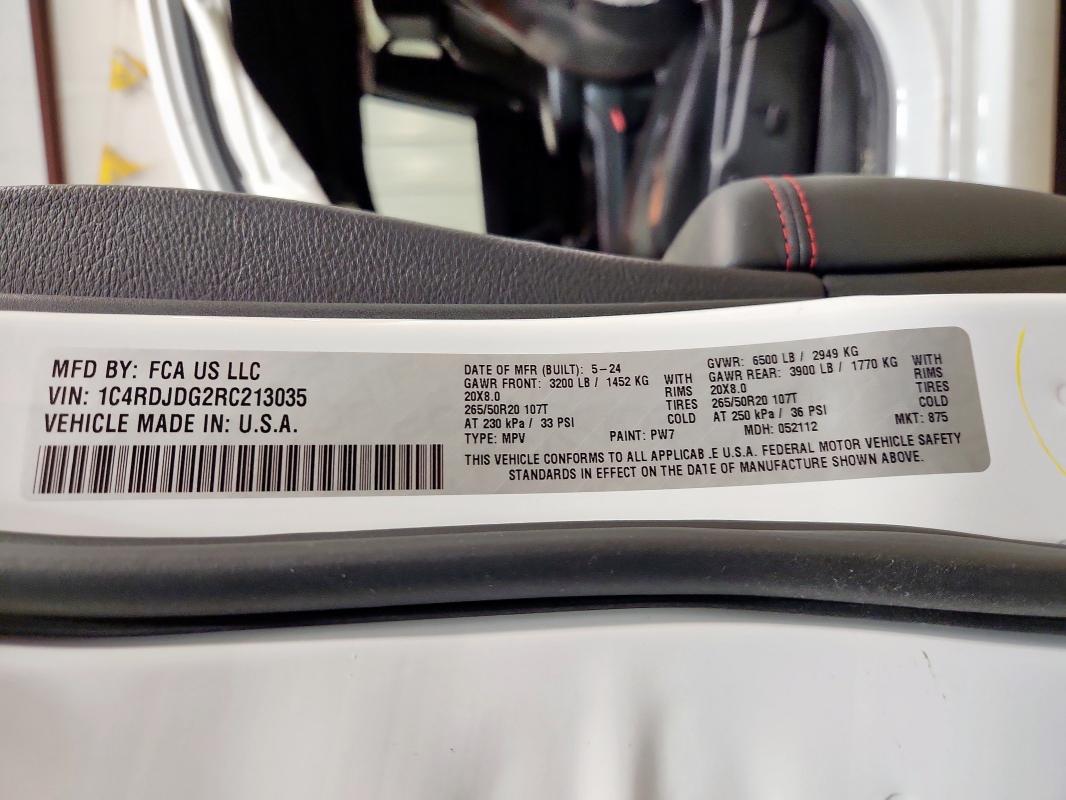 MFD BY: FCA US LLC
VIN: 1C4RDJDG2RC213035
VEHICLE MADE IN: U.S.A.
DATE OF MFR (BUILT): 5-24
GAWR FRONT: 3200 LB / 1452 KG WITH
20X8.0 RIMS
265/50R20 107T TIRES
AT 230 kPa / 33 PSI COLD
TYPE: MPV PAINT: PW7
GVWR: 6500 LB / 2949 KG
GAWR REAR: 3900 LB / 1770 KG WITH
20X8.0 RIMS
265/50R20 107T TIRES
AT 250 kPa / 36 PSI COLD
MDH: 052112 MKT: 875
THIS VEHICLE CONFORMS TO ALL APPLICAB .E U.S.A. FEDERAL MOTOR VEHICLE SAFETY
STANDARDS IN EFFECT ON THE DATE OF MANUFACTURE SHOWN ABOVE.